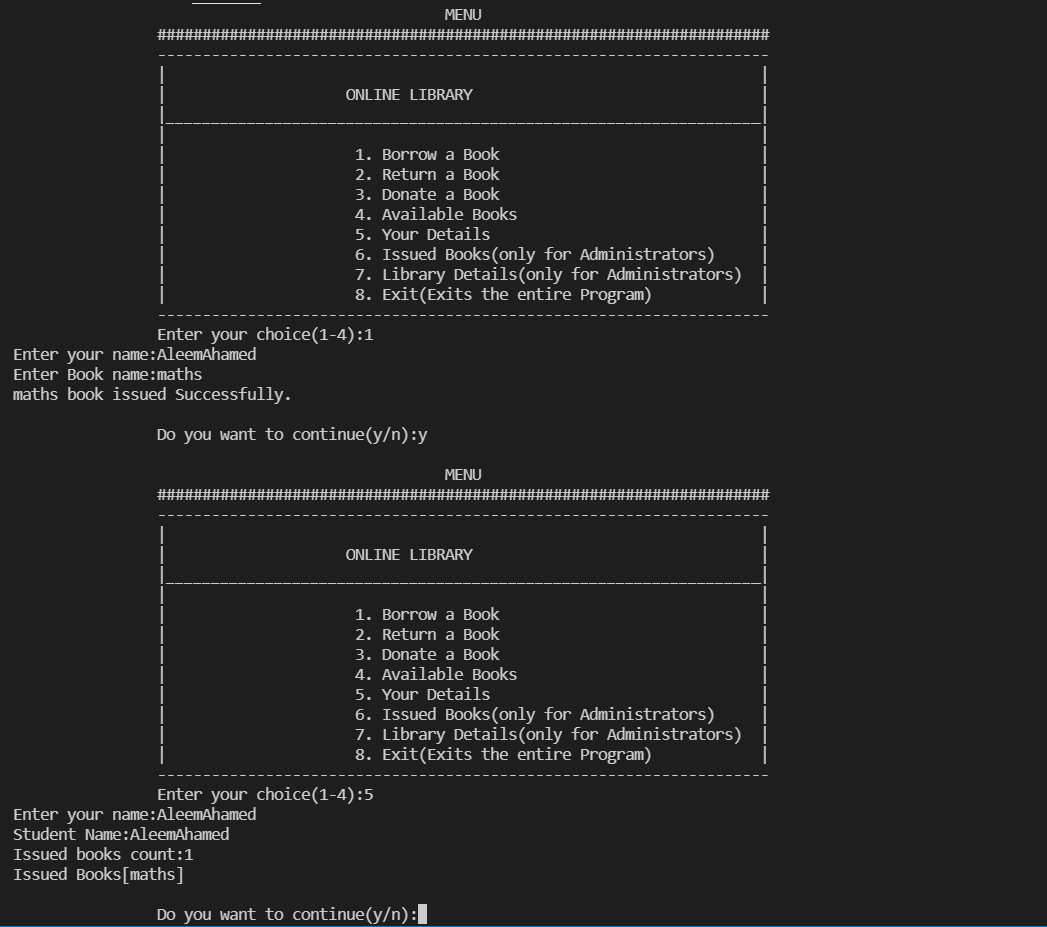 MENU
####################################################################
--------------------------------------------------------------------
|                                                                  |
|                    ONLINE LIBRARY                                |
|__________________________________________________________________|
|                                                                  |
|                     1. Borrow a Book                             |
|                     2. Return a Book                             |
|                     3. Donate a Book                             |
|                     4. Available Books                           |
|                     5. Your Details                              |
|                     6. Issued Books(only for Administrators)     |
|                     7. Library Details(only for Administrators)  |
|                     8. Exit(Exits the entire Program)            |
--------------------------------------------------------------------
Enter your choice(1-4):1
Enter your name:AleemAhamed
Enter Book name:maths
maths book issued Successfully.
Do you want to continue(y/n):y
MENU
####################################################################
--------------------------------------------------------------------
|                                                                  |
|                    ONLINE LIBRARY                                |
|__________________________________________________________________|
|                                                                  |
|                     1. Borrow a Book                             |
|                     2. Return a Book                             |
|                     3. Donate a Book                             |
|                     4. Available Books                           |
|                     5. Your Details                              |
|                     6. Issued Books(only for Administrators)     |
|                     7. Library Details(only for Administrators)  |
|                     8. Exit(Exits the entire Program)            |
--------------------------------------------------------------------
Enter your choice(1-4):5
Enter your name:AleemAhamed
Student Name:AleemAhamed
Issued books count:1
Issued Books[maths]
Do you want to continue(y/n):